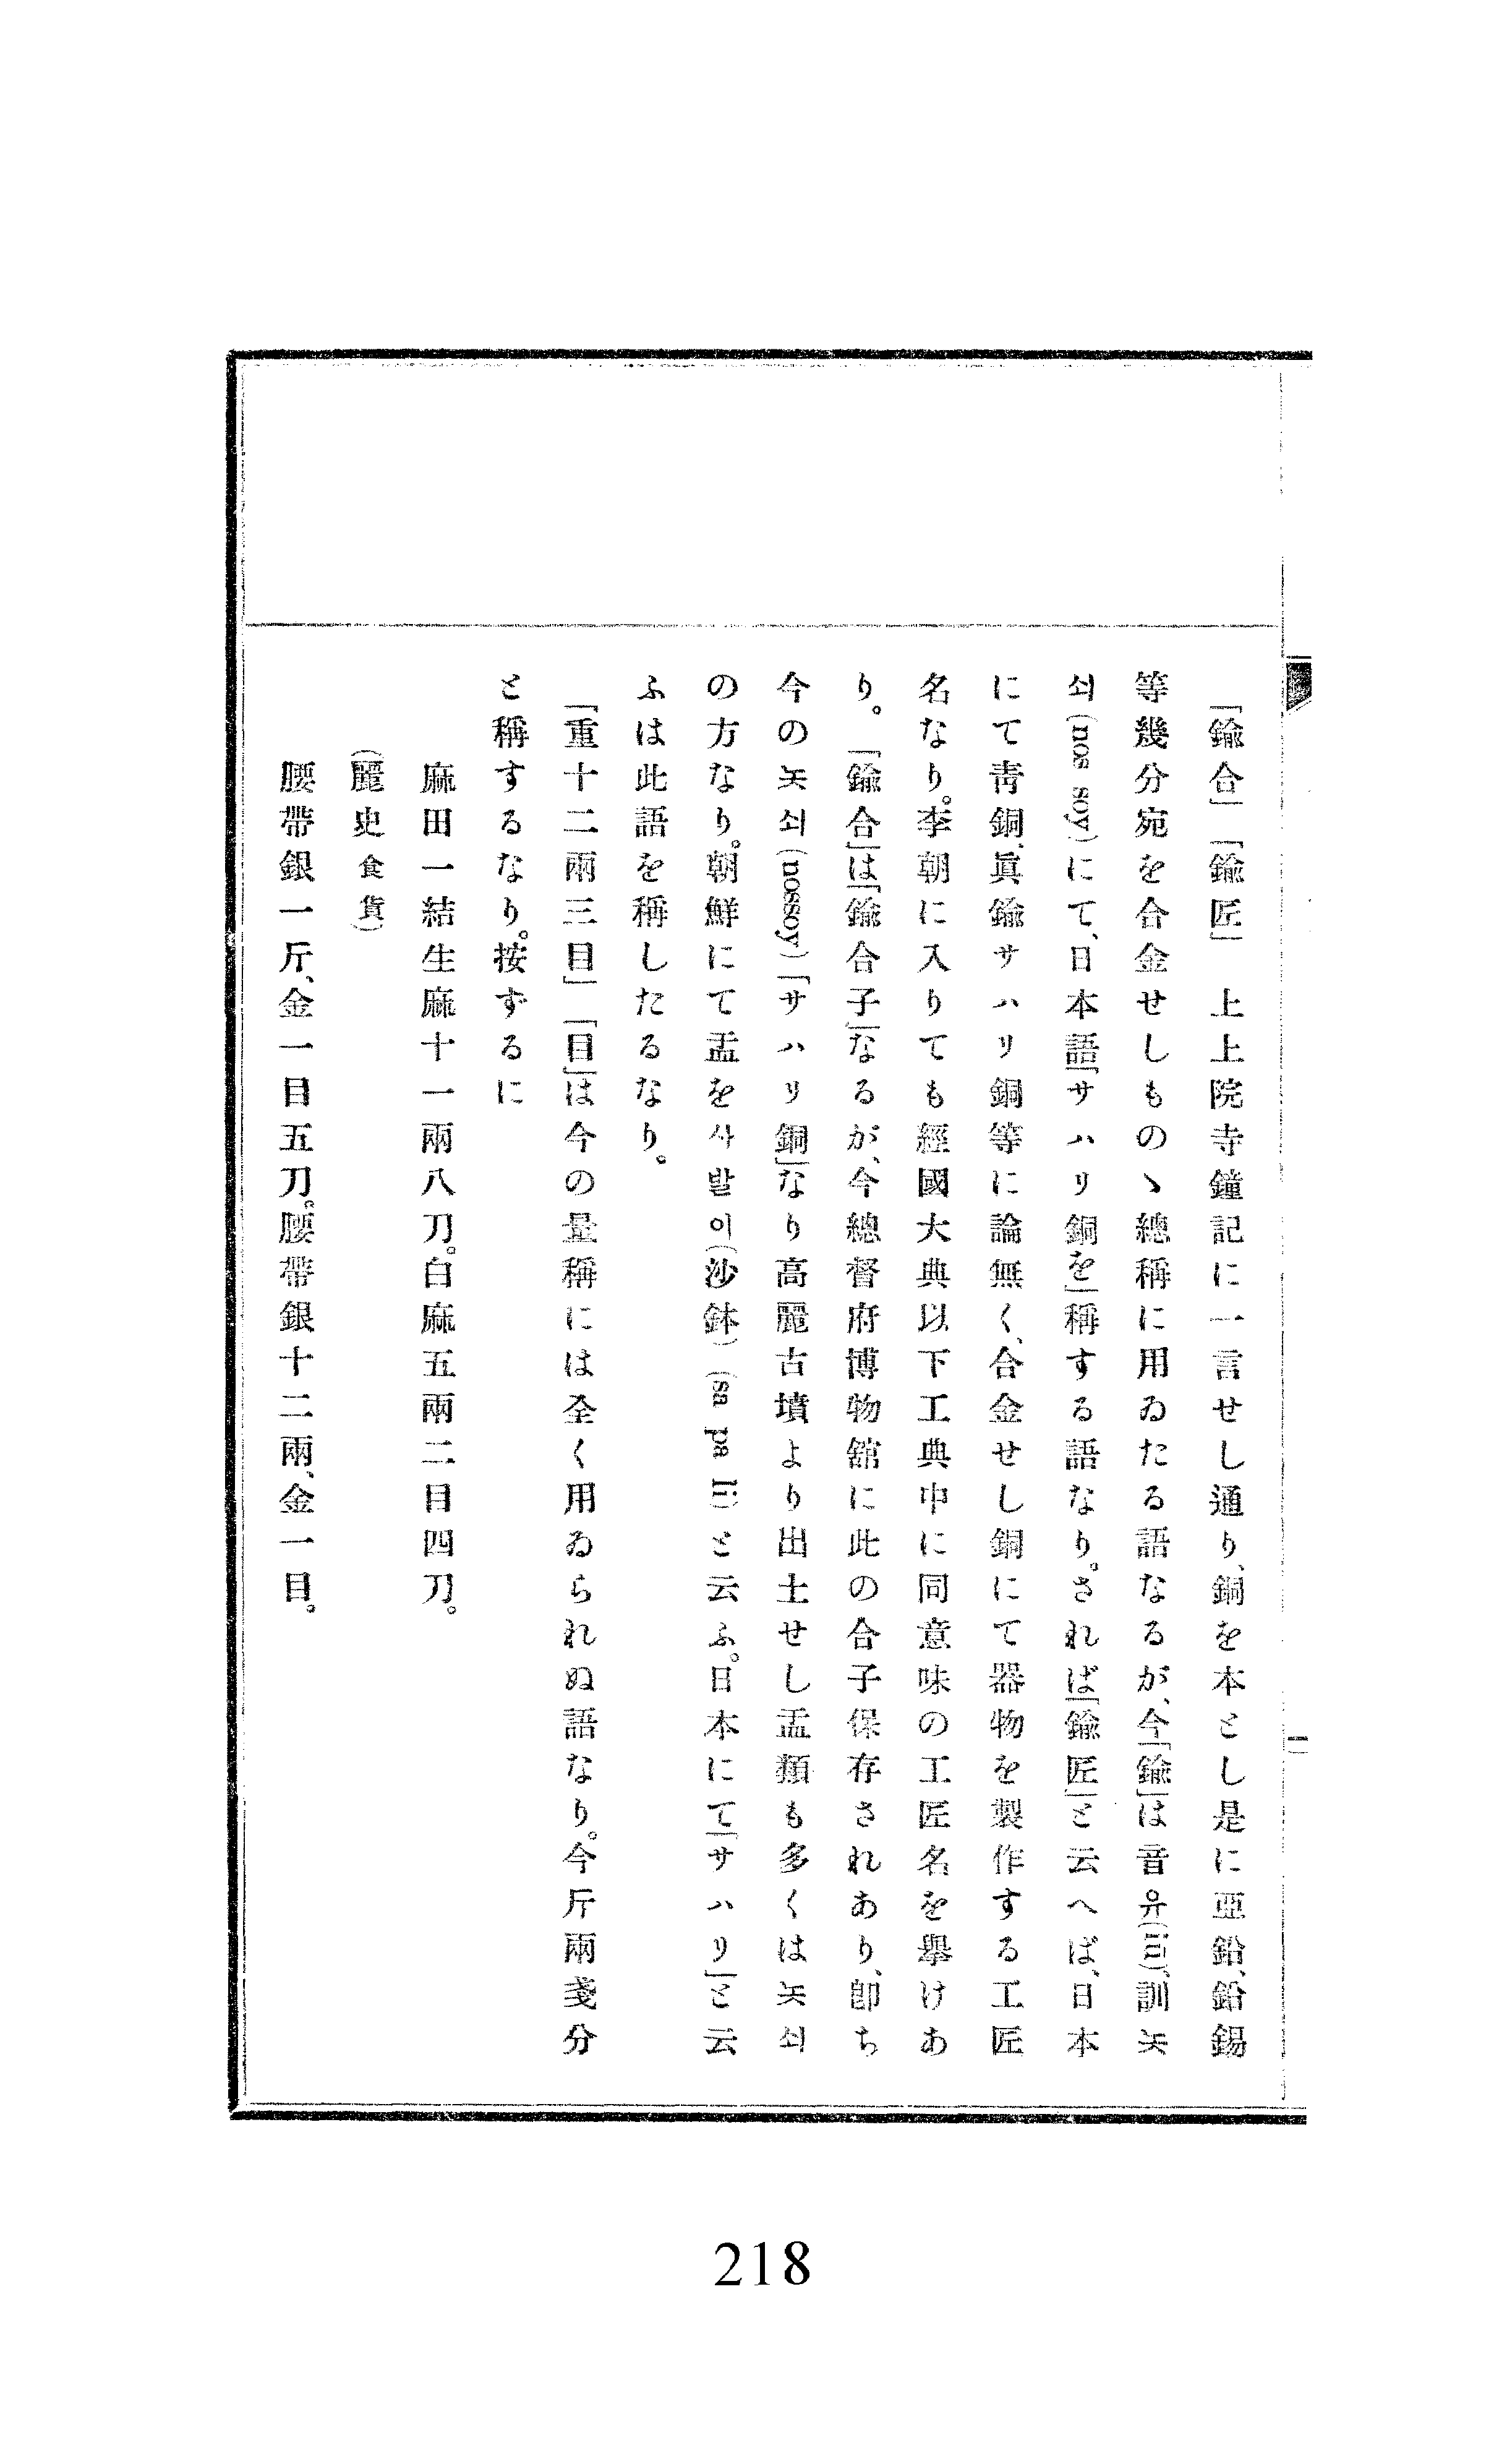 「鍮合」「鍮匠」　上上院寺鐘記に一言せし通り、銅を本とし是に亞鉛、鉛錫
等幾分宛を合金せしものゝ總稱に用ゐたる語なるが、今「鍮」は音유(iu)、訓놋
쇠(nos soy)にて、日本語「サハリ銅を」稱する語なり。されば「鍮匠」と云へば、日本
にて靑銅、眞鍮サハリ銅等に論無く、合金せし銅にて器物を製作する工匠
名なり。李朝に入りても經國大典以下工典中に同意味の工匠名を擧けあ
り。「鍮合」は「鍮合子」なるが、今總督府博物館に此の合子保存されあり、卽ち
今の놋쇠(nossoy)「サハリ銅」なり高麗古墳より出土せし盂類も多くは놋쇠
の方なり。朝鮮にて盂を사발이(沙鉢)(sa pa li)と云ふ。日本にて「サハリ」と云
ふは此語を稱したるなり。
「重十二兩三目」「目」は今の量稱には全く用ゐられぬ語なり。今斤兩戔分
と稱するなり。按ずるに
麻田一結生麻十一兩八刀。白麻五兩二目四刀。
(麗史食貨)
腰帶銀一斤、金一目五刀。腰帶銀十二兩、金一目。
二
218